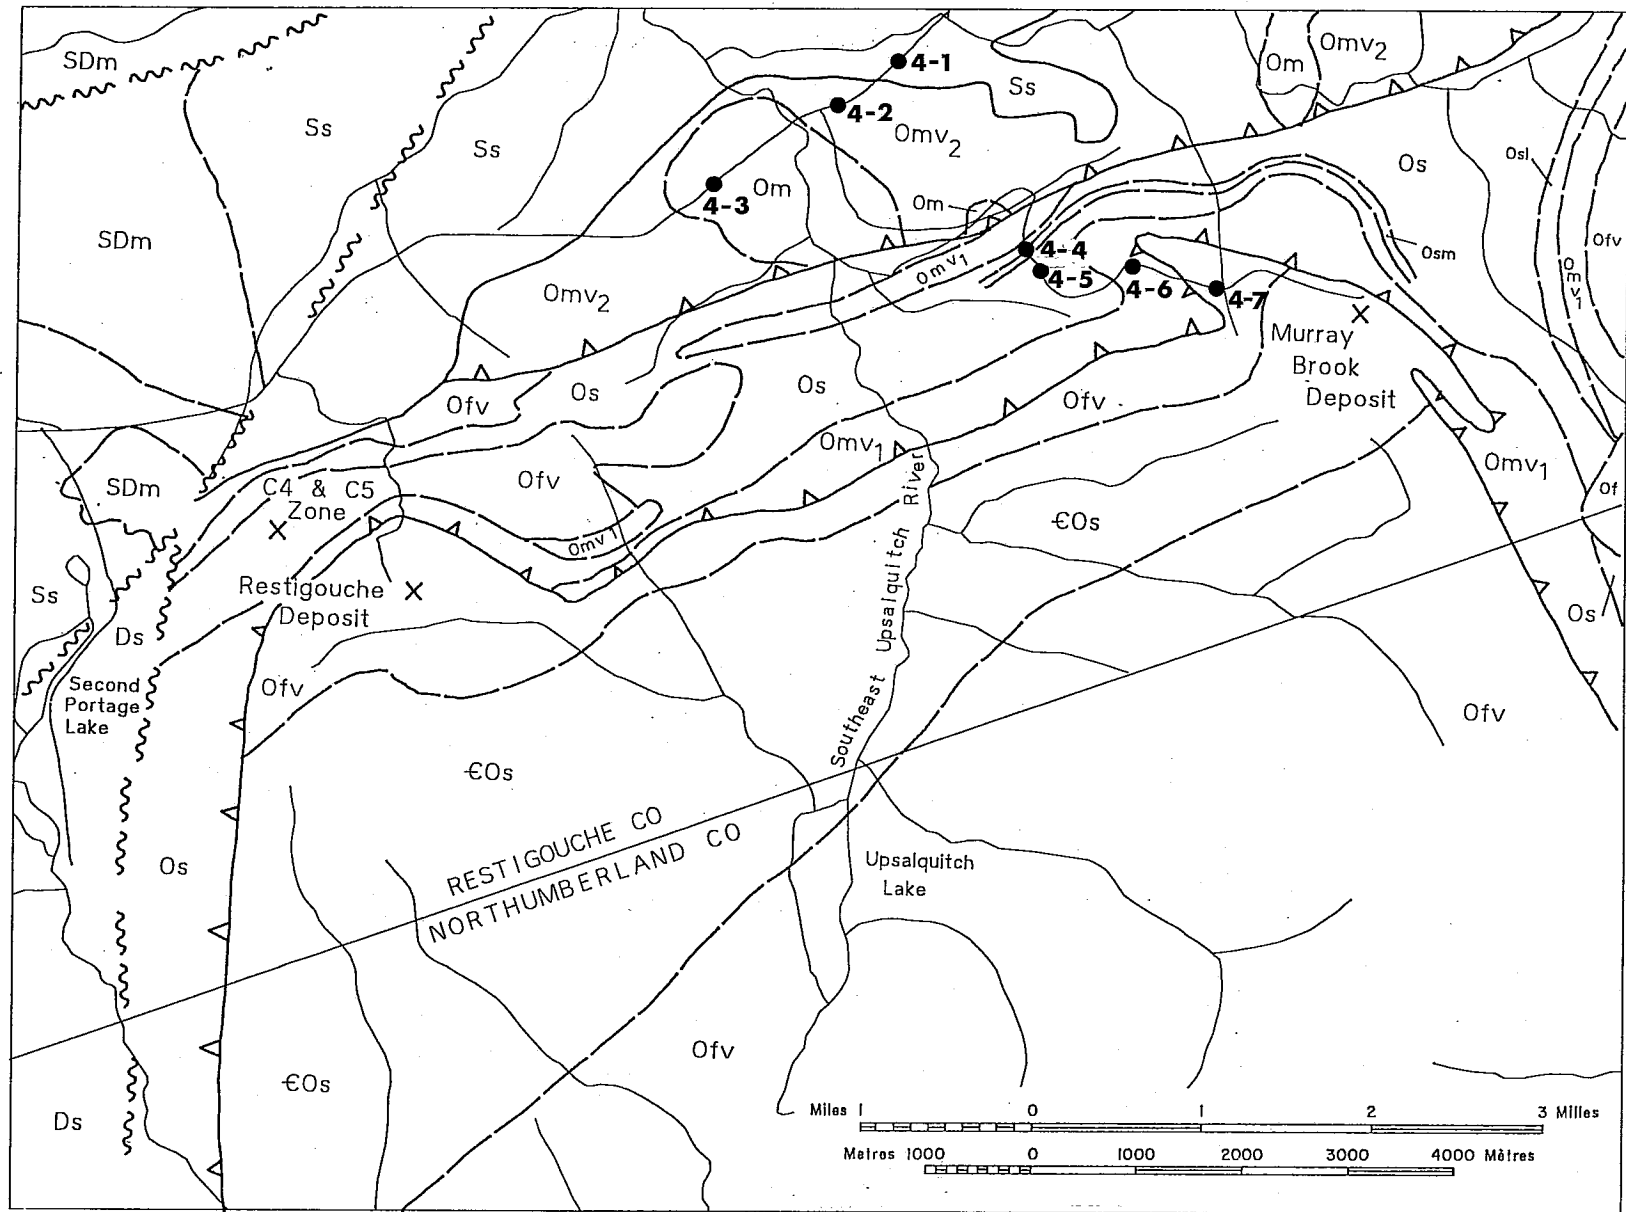 SDm
Ss
Ss
SDm
4-1
4-2
4-3
Ss
Omv2
Om
Om
Omv2
Om
Omv2
Os
Osl
Ofv
Omv1
Osm
4-4
4-5
4-6
4-7
Omv1
Murray
Brook
Deposit
Ofv
Os
Os
Ofv
Omv1
Omv1
Of
SDm
C4 & C5
Zone
Ofv
Omv1
ЄOs
Restigouche
Deposit
Ss
Ds
Os
Second
Portage
Lake
Ofv
Southeast Upsalquitch River
Ofv
ЄOs
RESTIGOUCHE CO
NORTHUMBERLAND CO
Os
Upsalquitch
Lake
Ofv
ЄOs
Ds
Miles 1 0 1 2 3 Milles
Metres 1000 0 1000 2000 3000 4000 Mètres